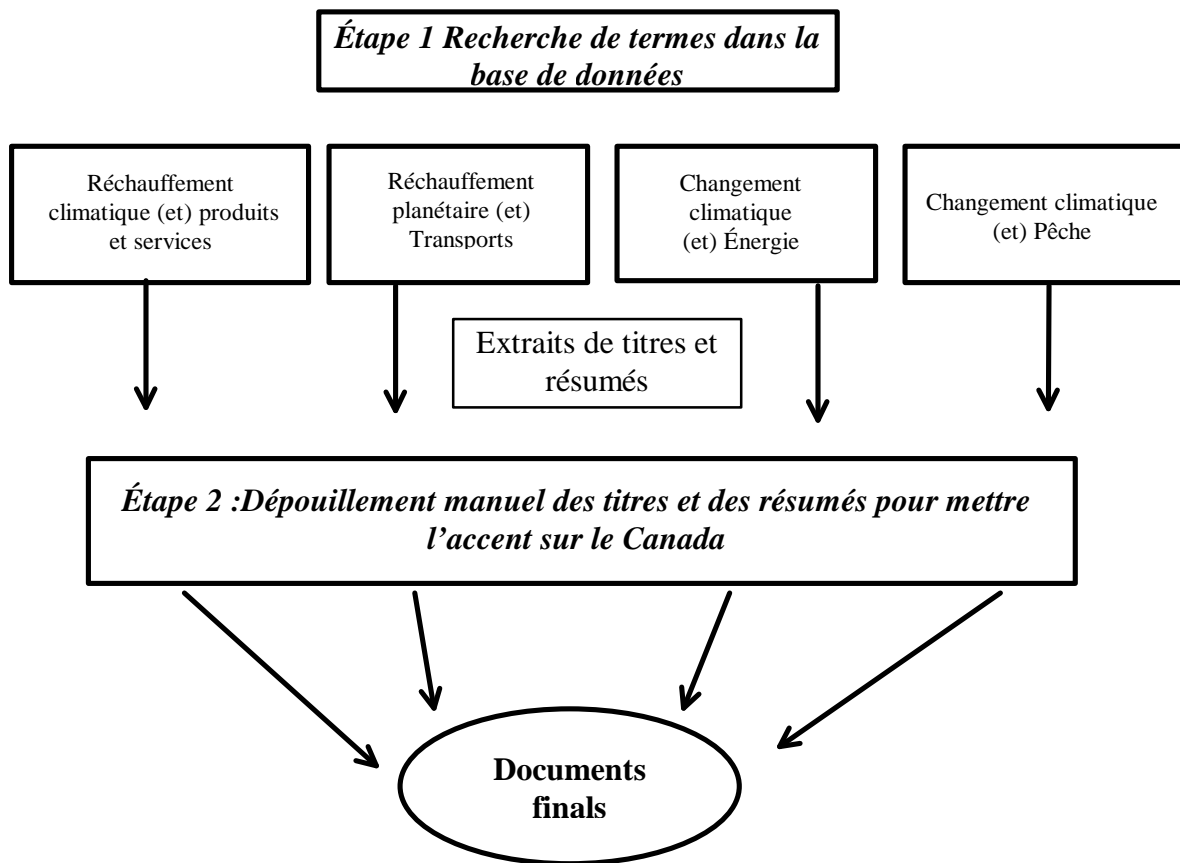 Étape 1 Recherche de termes dans la
base de données
Réchauffement
climatique (et) produits
et services
Réchauffement
planétaire (et)
Transports
Changement
climatique
(et) Énergie
Changement climatique
(et) Pêche
Extraits de titres et
résumés
Étape 2 :Dépouillement manuel des titres et des résumés pour mettre
l’accent sur le Canada
Documents
finals